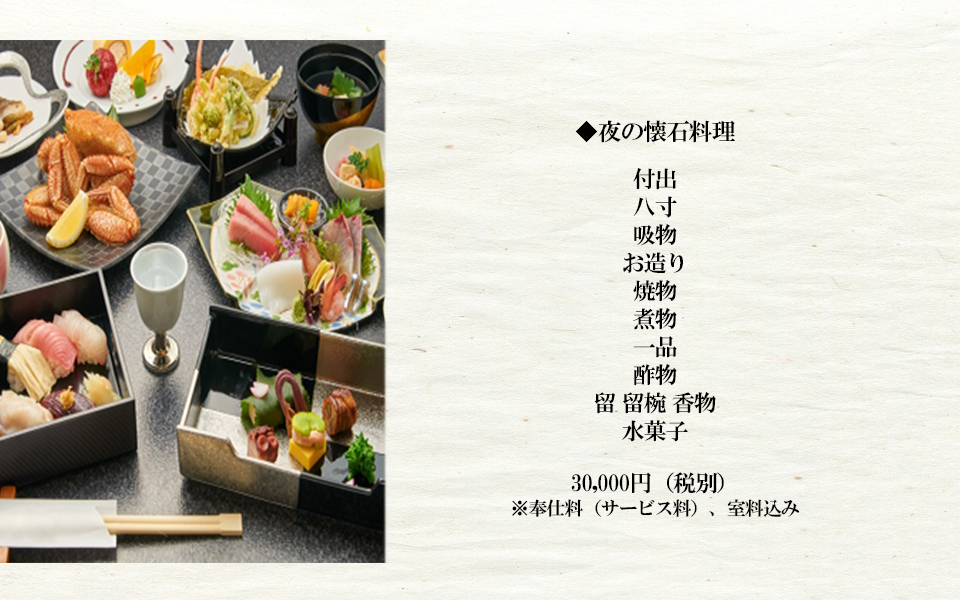 ◆夜の懐石料理
付出
八寸
吸物
お造り
焼物
煮物
一品
酢物
留 留椀 香物
水菓子
30,000円（税別）
※奉仕料（サービス料）、室料込み